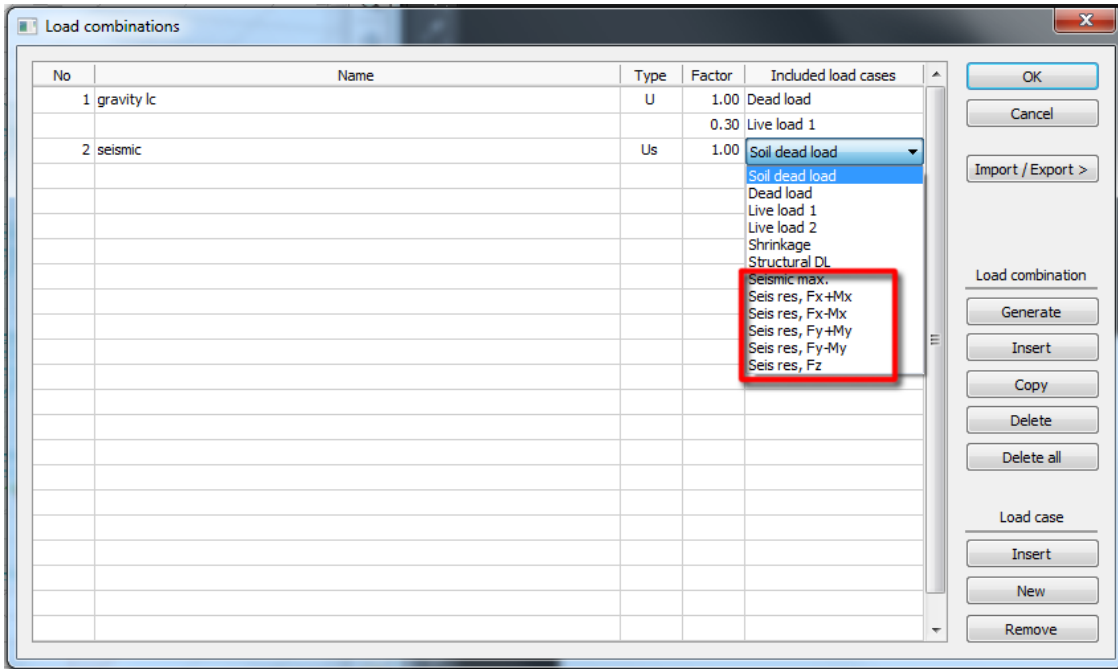 Load combinations
No Name Type Factor Included load cases
1 gravity lc U 1.00 Dead load
0.30 Live load 1
2 seismic Us 1.00 Soil dead load
Soil dead load
Dead load
Live load 1
Live load 2
Shrinkage
Structural DL
Seismic max.
Seis res, Fx+Mx
Seis res, Fx-Mx
Seis res, Fy+My
Seis res, Fy-My
Seis res, Fz
OK
Cancel
Import / Export >
Load combination
Generate
Insert
Copy
Delete
Delete all
Load case
Insert
New
Remove